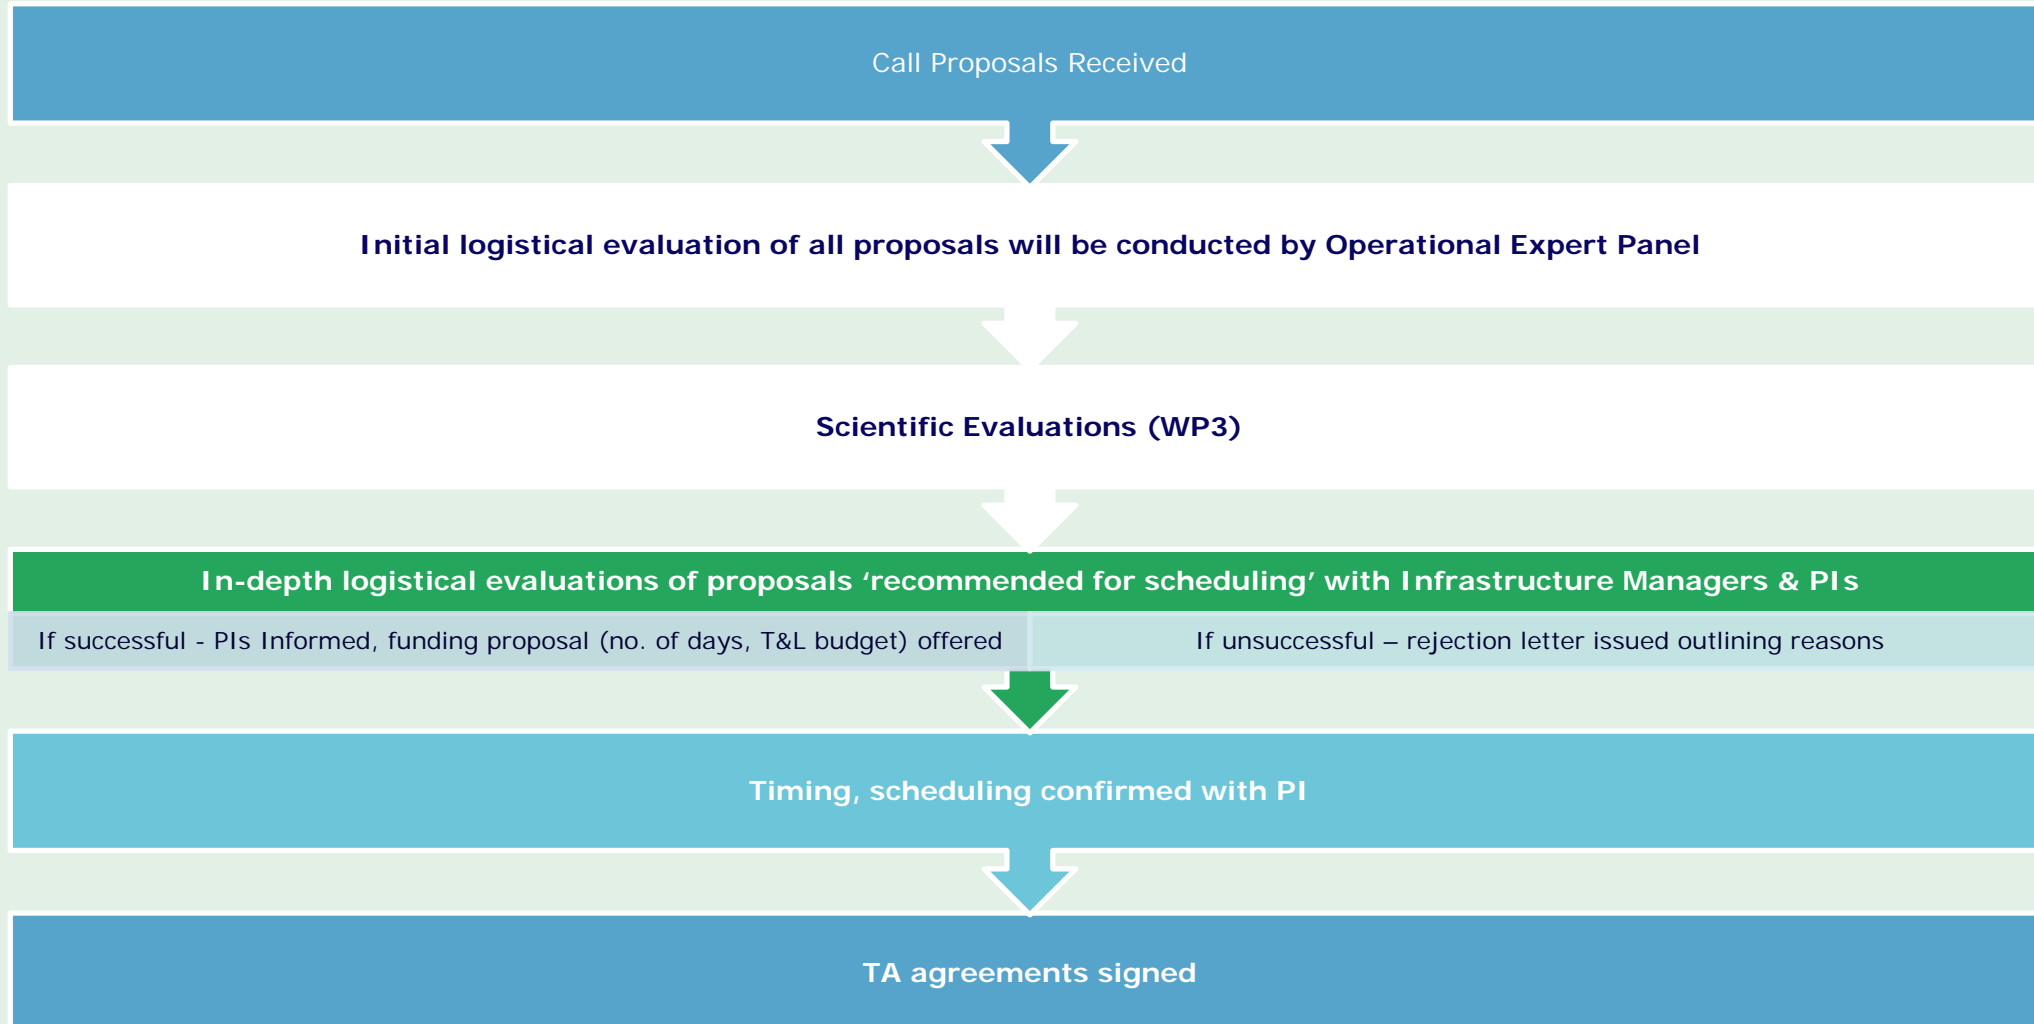 Call Proposals Received
Initial logistical evaluation of all proposals will be conducted by Operational Expert Panel
Scientific Evaluations (WP3)
In-depth logistical evaluations of proposals ‘recommended for scheduling’ with Infrastructure Managers & PIs
If successful - PIs Informed, funding proposal (no. of days, T&L budget) offered
If unsuccessful – rejection letter issued outlining reasons
Timing, scheduling confirmed with PI
TA agreements signed